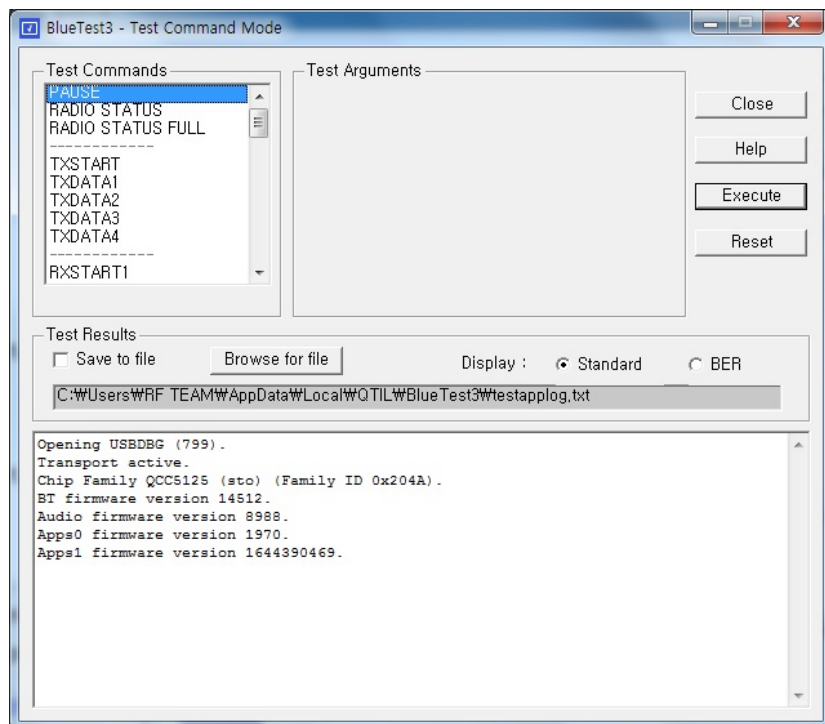 BlueTest3 - Test Command Mode
Test Commands
PAUSE
RADIO STATUS
RADIO STATUS FULL
------------
TXSTART
TXDATA1
TXDATA2
TXDATA3
TXDATA4
------------
RXSTART1
Test Arguments
Close
Help
Execute
Reset
Test Results
Save to file
Browse for file
Display :
Standard
BER
C:₩Users₩RF TEAM₩AppData₩Local₩QTIL₩BlueTest3₩testapplog,txt
Opening USBDBG (799).
Transport active.
Chip Family QCC5125 (sto) (Family ID 0x204A).
BT firmware version 14512.
Audio firmware version 8988.
Apps0 firmware version 1970.
Apps1 firmware version 1644390469.